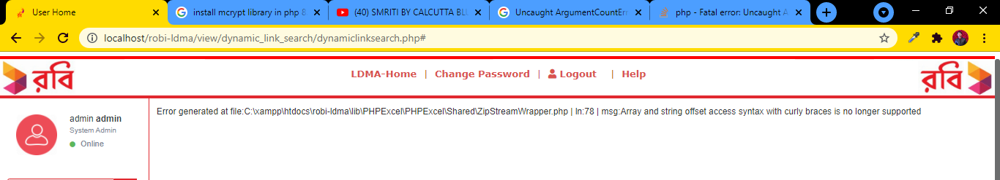 User Home
install mcrypt library in php 8
(40) SMRITI BY CALCUTTA BLU
Uncaught ArgumentCountErr
php - Fatal error: Uncaught A
localhost/robi-ldma/view/dynamic_link_search/dynamiclinksearch.php#
রবি LDMA-Home | Change Password | Logout | Help রবি
admin admin
System Admin
Online
Error generated at file:C:\xampp\htdocs\robi-ldma\lib\PHPExcel\PHPExcel\Shared\ZipStreamWrapper.php | ln:78 | msg:Array and string offset access syntax with curly braces is no longer supported